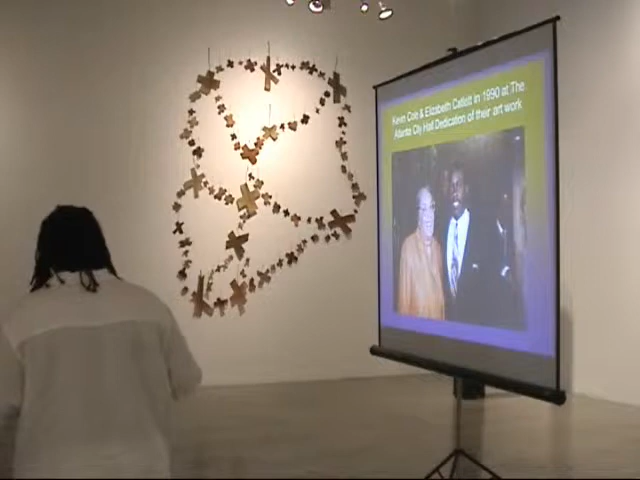 Kevin Cole & Elizabeth Catlett in 1990 at The
Atlanta City Hall Dedication of their art work